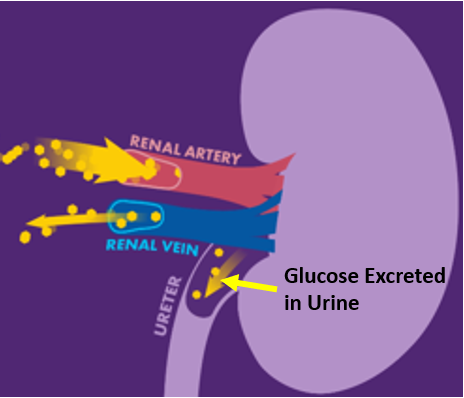 RENAL ARTERY
RENAL VEIN
URETER
Glucose Excreted
in Urine